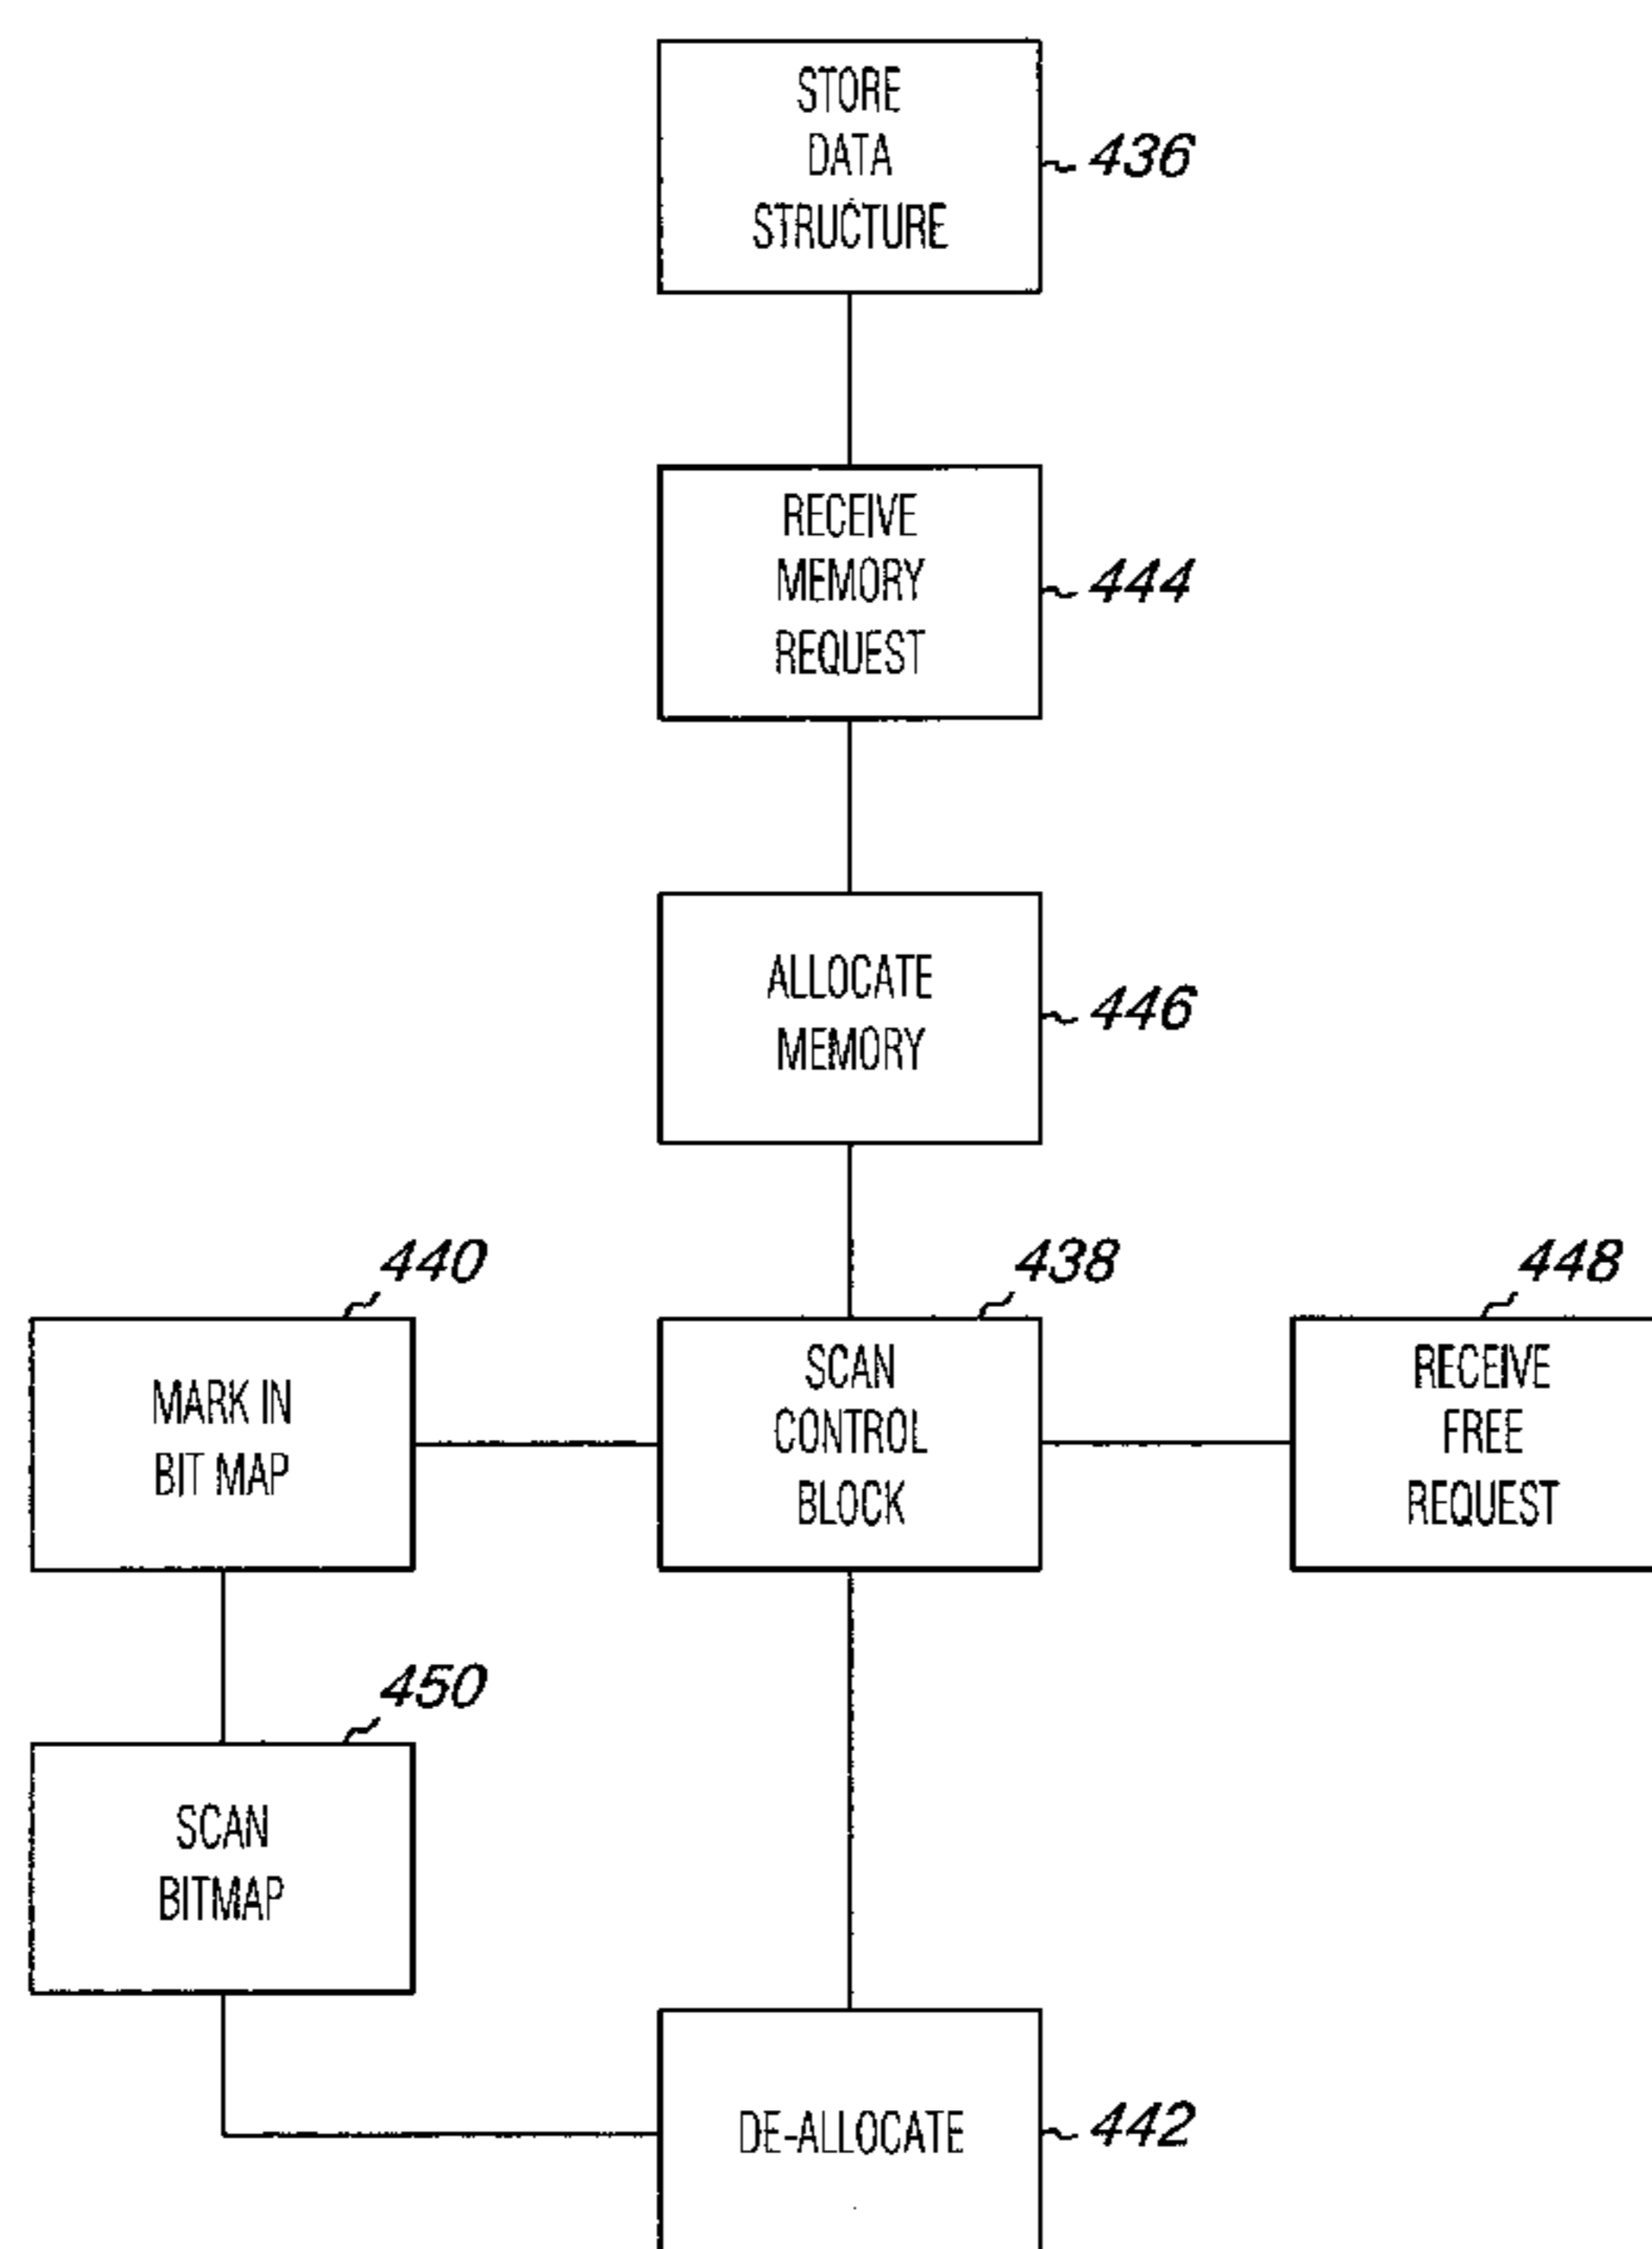 STORE
DATA
STRUCTURE
436
RECEIVE
MEMORY
REQUEST
444
ALLOCATE
MEMORY
446
440
438
448
MARK IN
BIT MAP
SCAN
CONTROL
BLOCK
RECEIVE
FREE
REQUEST
450
SCAN
BITMAP
DE-ALLOCATE
442